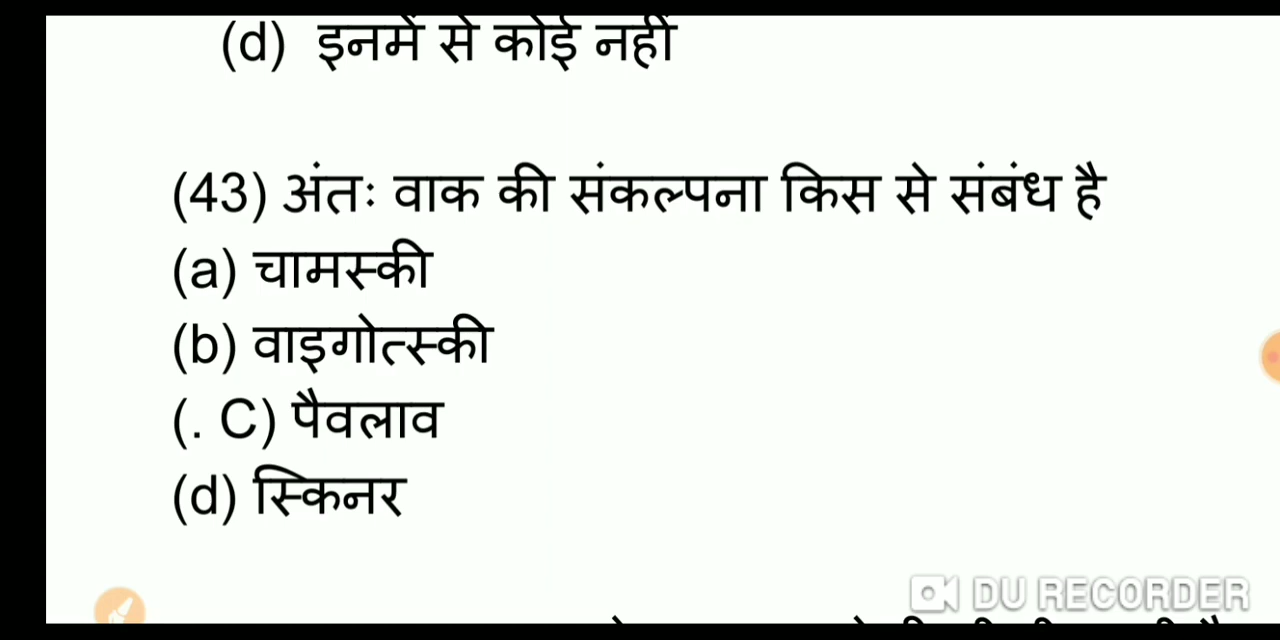 (d) इनमें से कोई नहीं
(43) अंतः वाक की संकल्पना किस से संबंध है
(a) चामस्की
(b) वाइगोत्स्की
(. C) पैवलाव
(d) स्किनर
DU RECORDER